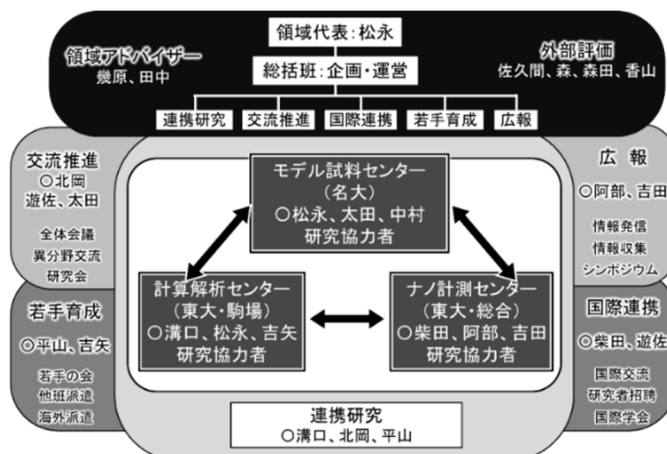 領域代表：松永
領域アドバイザー
幾原、田中
外部評価
佐久間、森、森田、香山
総括班：企画・運営
連携研究
交流推進
国際連携
若手育成
広報
交流推進
○北岡
遊佐、太田
全体会議
異分野交流
研究会
広 報
○阿部、吉田
情報発信
情報収集
シンポジウム
モデル試料センター
（名大）
○松永、太田、中村
研究協力者
計算解析センター
（東大・駒場）
○溝口、松永、吉矢
研究協力者
ナノ計測センター
（東大・総合）
○柴田、阿部、吉田
研究協力者
若手育成
○平山、吉矢
若手の会
他班派遣
海外派遣
国際連携
○柴田、遊佐
国際交流
研究者招聘
国際学会
連携研究
○溝口、北岡、平山